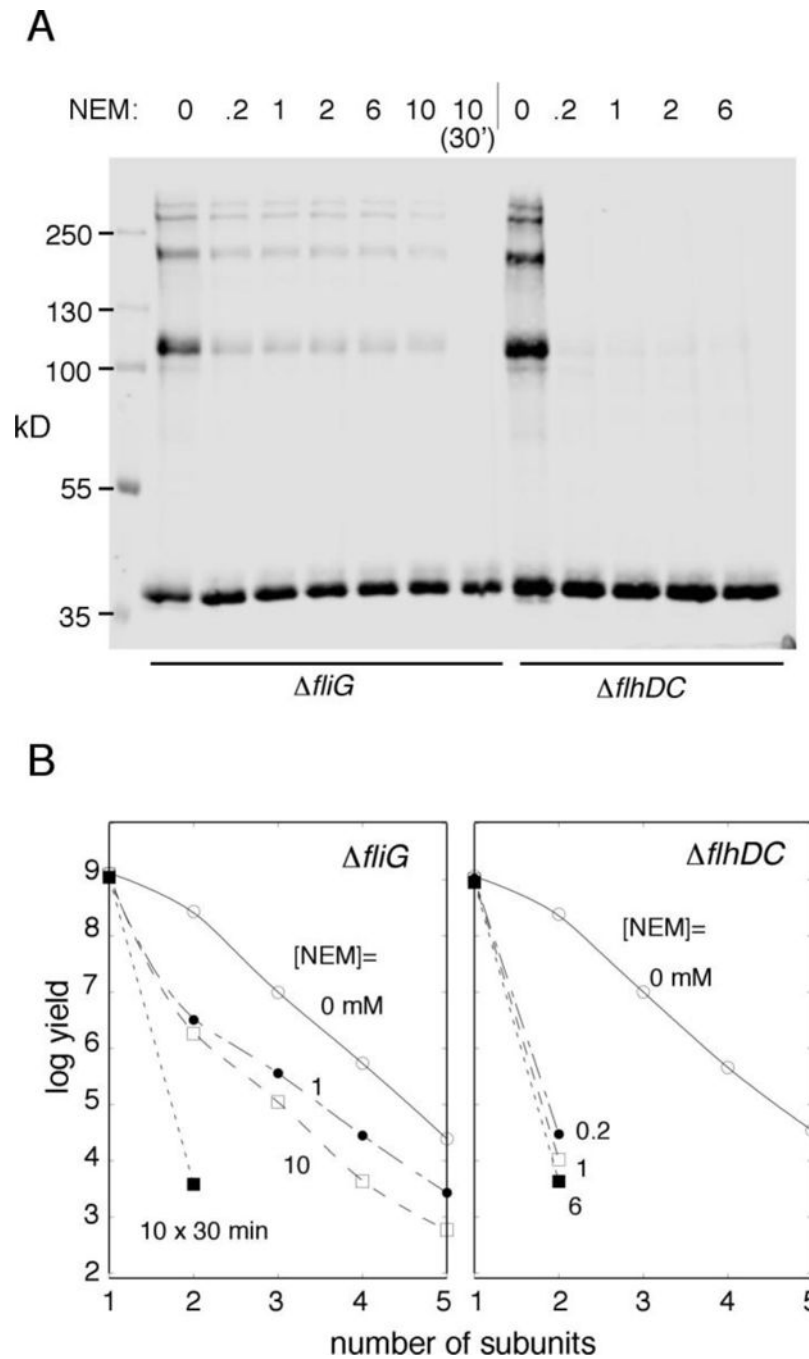 A
NEM: 0 .2 1 2 6 10 10 0 .2 1 2 6
(30')
250
130
100
kD
55
35
ΔfliG ΔflhDC
B
ΔfliG ΔflhDC
9
8
7
6
5
4
3
2
log yield
[NEM]=
0 mM
1
10
10 x 30 min
[NEM]=
0 mM
0.2
1
6
1 2 3 4 5 1 2 3 4 5
number of subunits